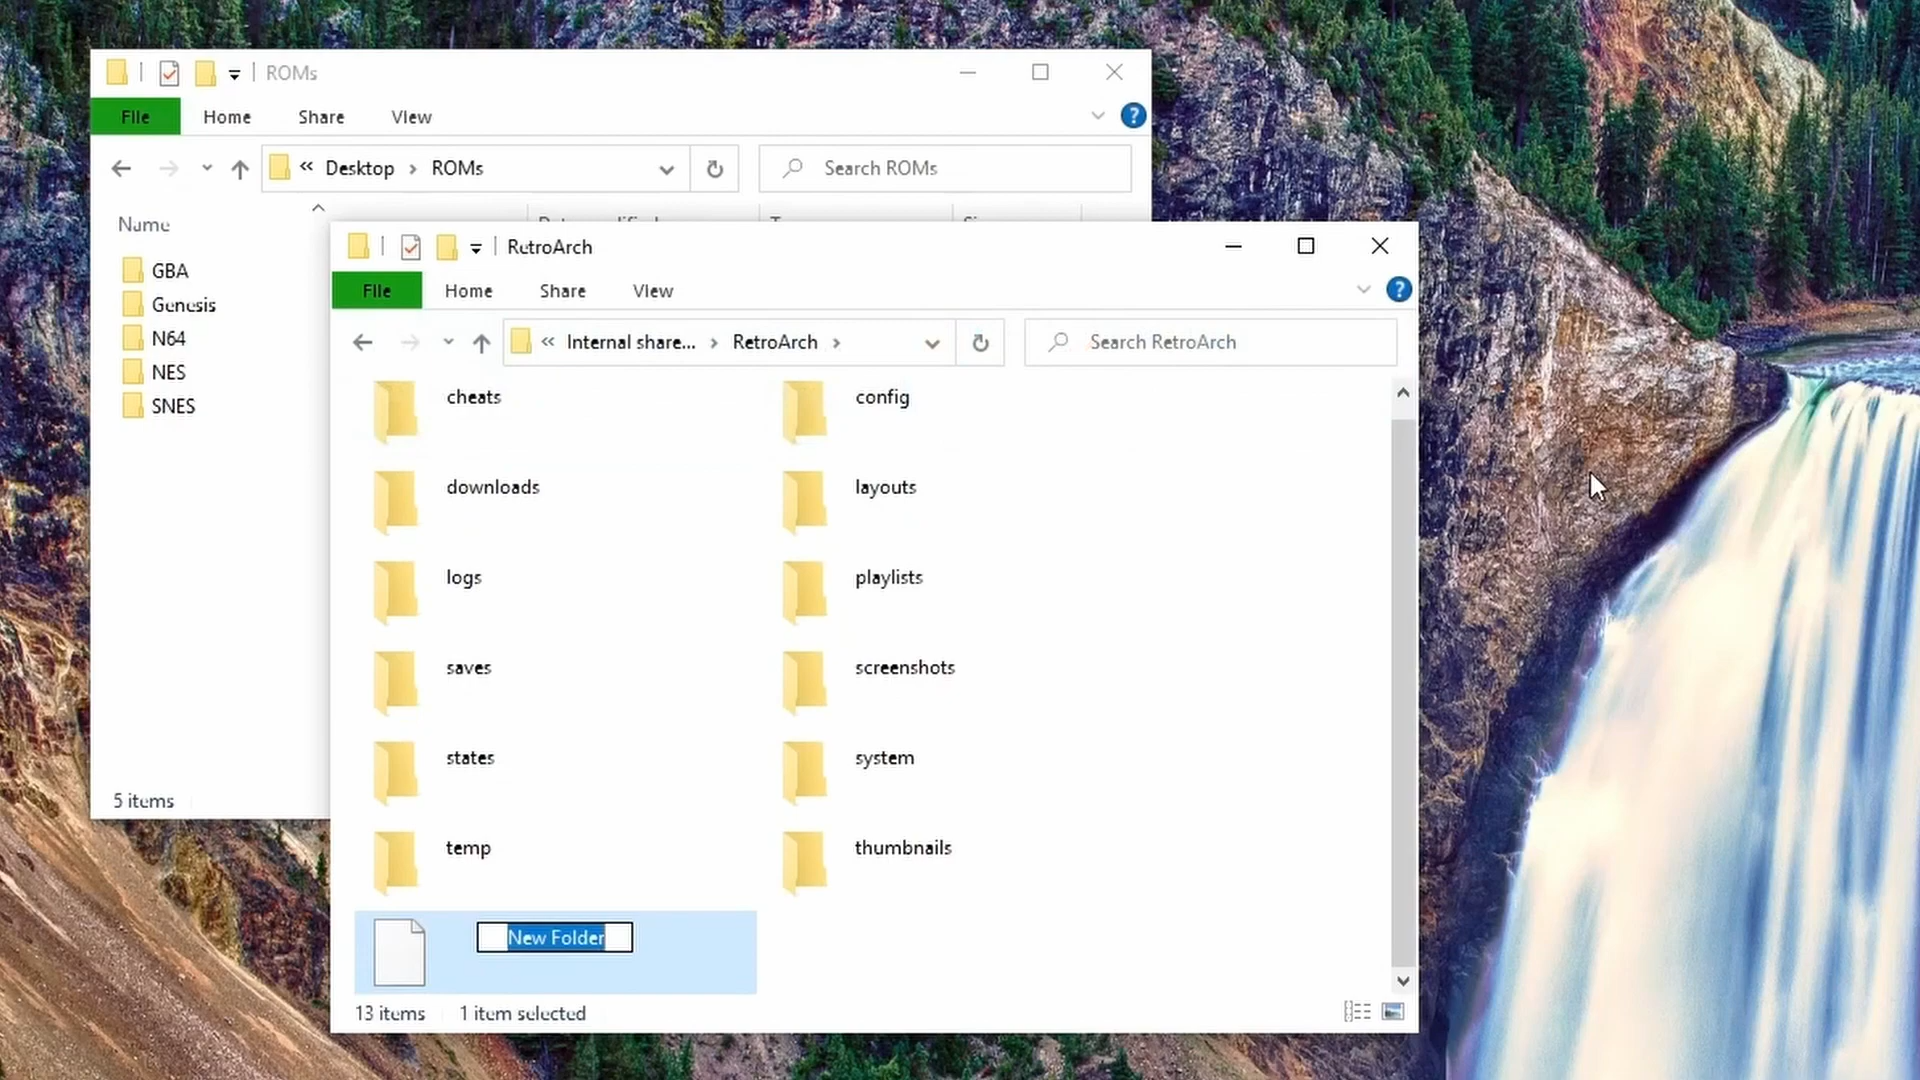 ROMs
File Home Share View
« Desktop › ROMs Search ROMs
Name
GBA
Genesis
N64
NES
SNES
5 items
RetroArch
File Home Share View
« Internal share... › RetroArch › Search RetroArch
cheats config
downloads layouts
logs playlists
saves screenshots
states system
temp thumbnails
New Folder
13 items 1 item selected